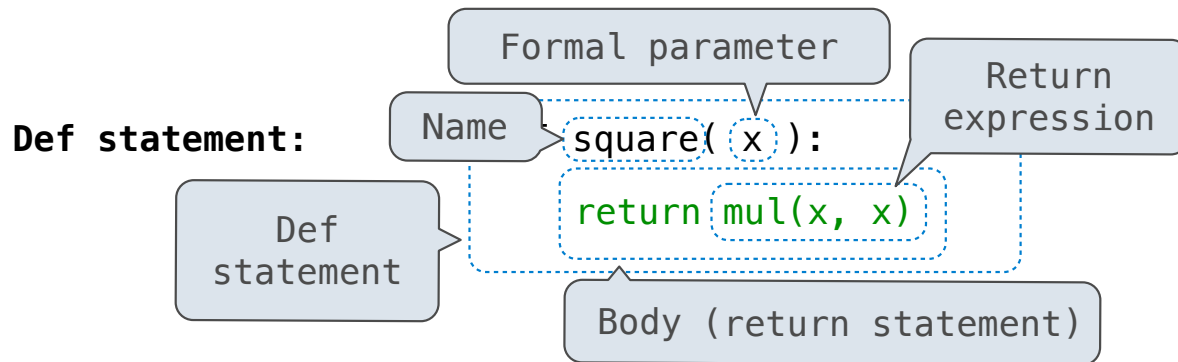 Formal parameter
Return
expression
Name
Def statement:
square( x ):
return mul(x, x)
Def
statement
Body (return statement)